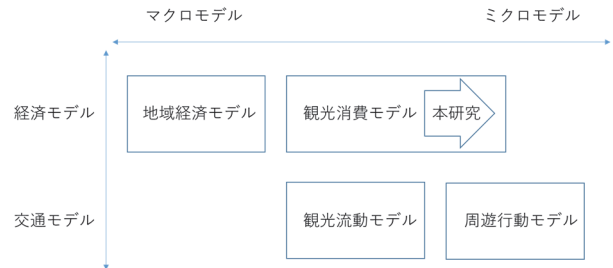 マクロモデル
ミクロモデル
経済モデル
地域経済モデル
観光消費モデル
本研究
交通モデル
観光流動モデル
周遊行動モデル